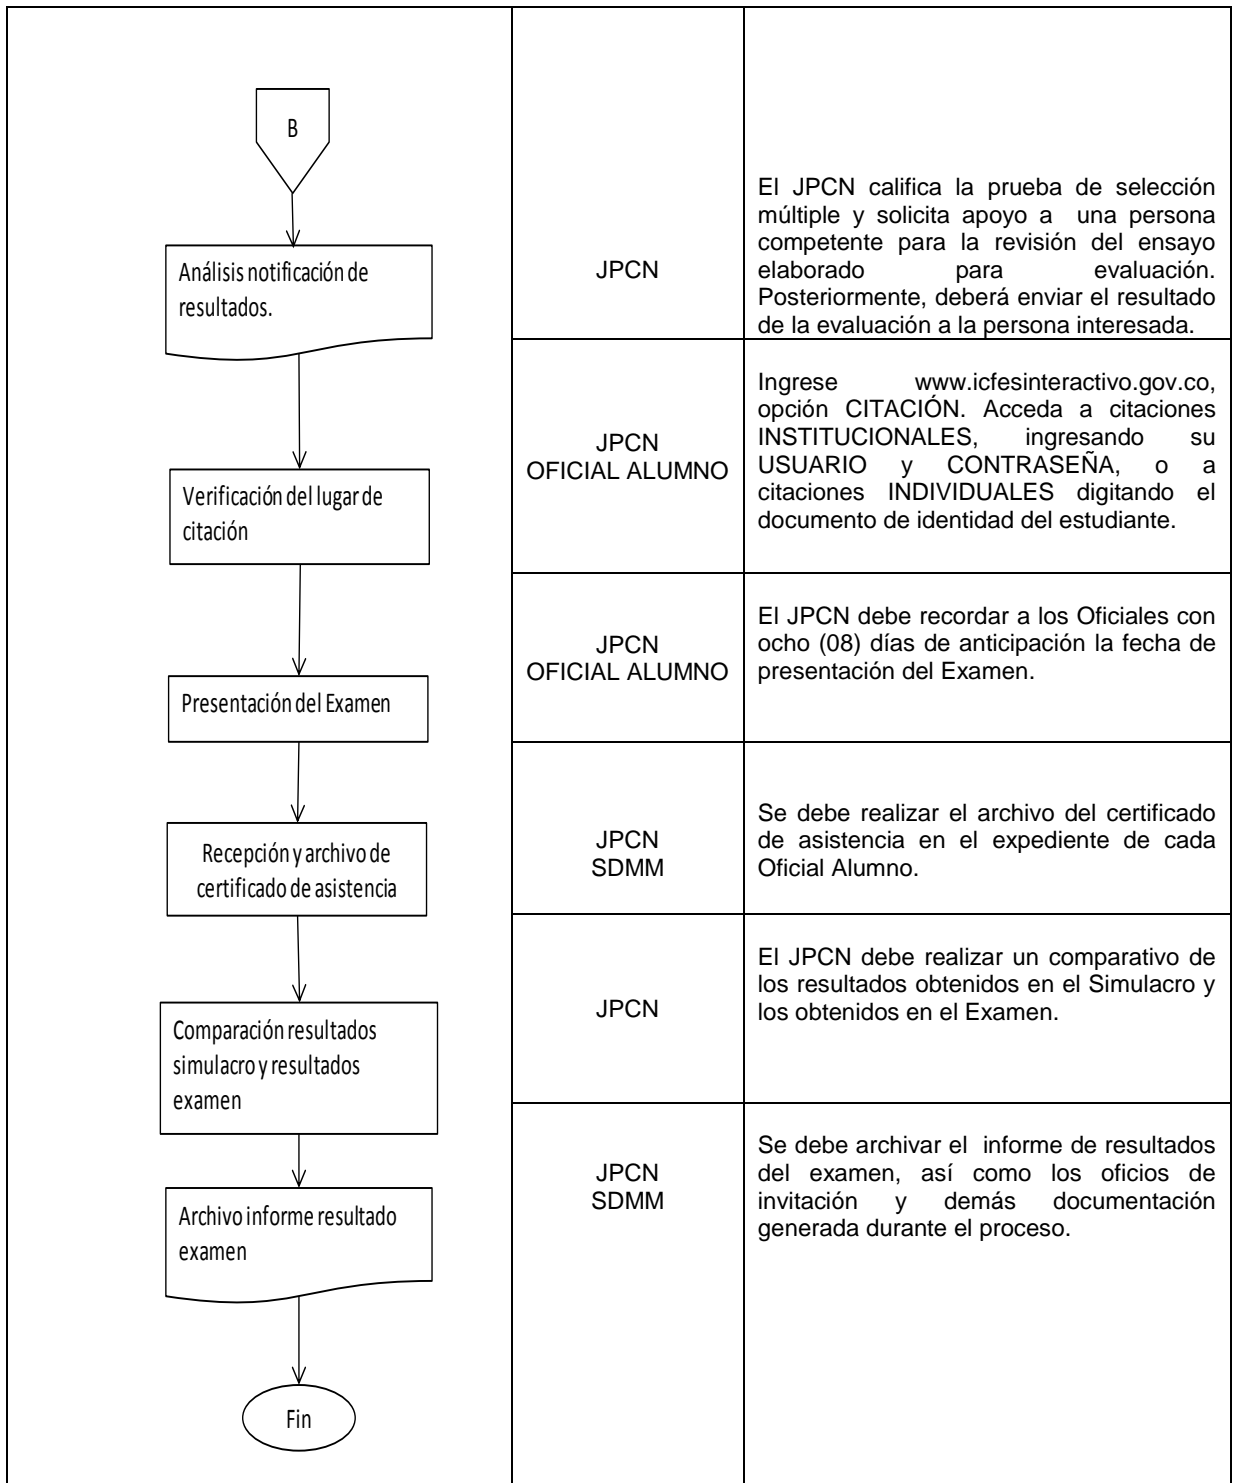 B
Análisis notificación de
resultados.
JPCN
El JPCN califica la prueba de selección
múltiple y solicita apoyo a una persona
competente para la revisión del ensayo
elaborado para evaluación.
Posteriormente, deberá enviar el resultado
de la evaluación a la persona interesada.
Verificación del lugar de
citación
JPCN
OFICIAL ALUMNO
Ingrese www.icfesinteractivo.gov.co,
opción CITACIÓN. Acceda a citaciones
INSTITUCIONALES, ingresando su
USUARIO y CONTRASEÑA, o a
citaciones INDIVIDUALES digitando el
documento de identidad del estudiante.
Presentación del Examen
JPCN
OFICIAL ALUMNO
El JPCN debe recordar a los Oficiales con
ocho (08) días de anticipación la fecha de
presentación del Examen.
Recepción y archivo de
certificado de asistencia
JPCN
SDMM
Se debe realizar el archivo del certificado
de asistencia en el expediente de cada
Oficial Alumno.
Comparación resultados
simulacro y resultados
examen
JPCN
El JPCN debe realizar un comparativo de
los resultados obtenidos en el Simulacro y
los obtenidos en el Examen.
Archivo informe resultado
examen
JPCN
SDMM
Se debe archivar el informe de resultados
del examen, así como los oficios de
invitación y demás documentación
generada durante el proceso.
Fin